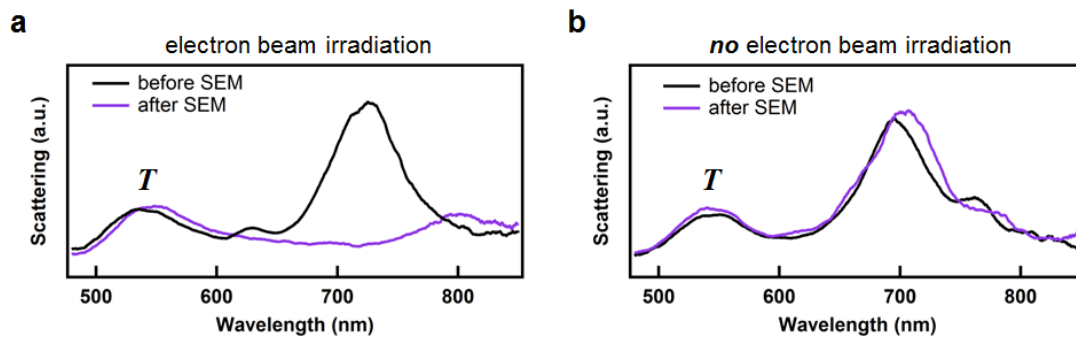 a
electron beam irradiation
before SEM
after SEM
T
Scattering (a.u.)
500 600 700 800
Wavelength (nm)
b
no electron beam irradiation
before SEM
after SEM
T
Scattering (a.u.)
500 600 700 800
Wavelength (nm)